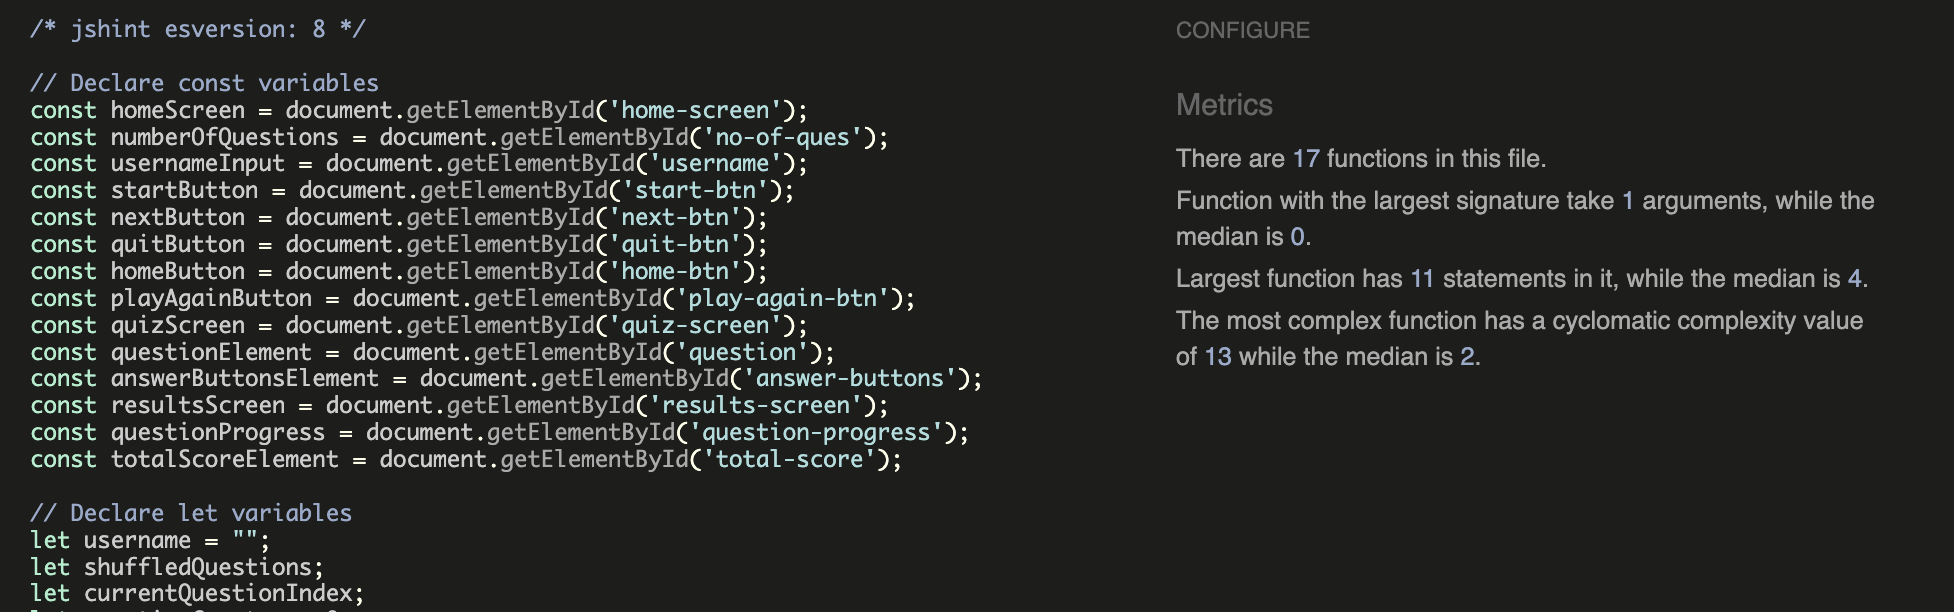 /* jshint esversion: 8 */
// Declare const variables
const homeScreen = document.getElementById('home-screen');
const numberOfQuestions = document.getElementById('no-of-ques');
const usernameInput = document.getElementById('username');
const startButton = document.getElementById('start-btn');
const nextButton = document.getElementById('next-btn');
const quitButton = document.getElementById('quit-btn');
const homeButton = document.getElementById('home-btn');
const playAgainButton = document.getElementById('play-again-btn');
const quizScreen = document.getElementById('quiz-screen');
const questionElement = document.getElementById('question');
const answerButtonsElement = document.getElementById('answer-buttons');
const resultsScreen = document.getElementById('results-screen');
const questionProgress = document.getElementById('question-progress');
const totalScoreElement = document.getElementById('total-score');
// Declare let variables
let username = "";
let shuffledQuestions;
let currentQuestionIndex;
CONFIGURE
Metrics
There are 17 functions in this file.
Function with the largest signature take 1 arguments, while the
median is 0.
Largest function has 11 statements in it, while the median is 4.
The most complex function has a cyclomatic complexity value
of 13 while the median is 2.